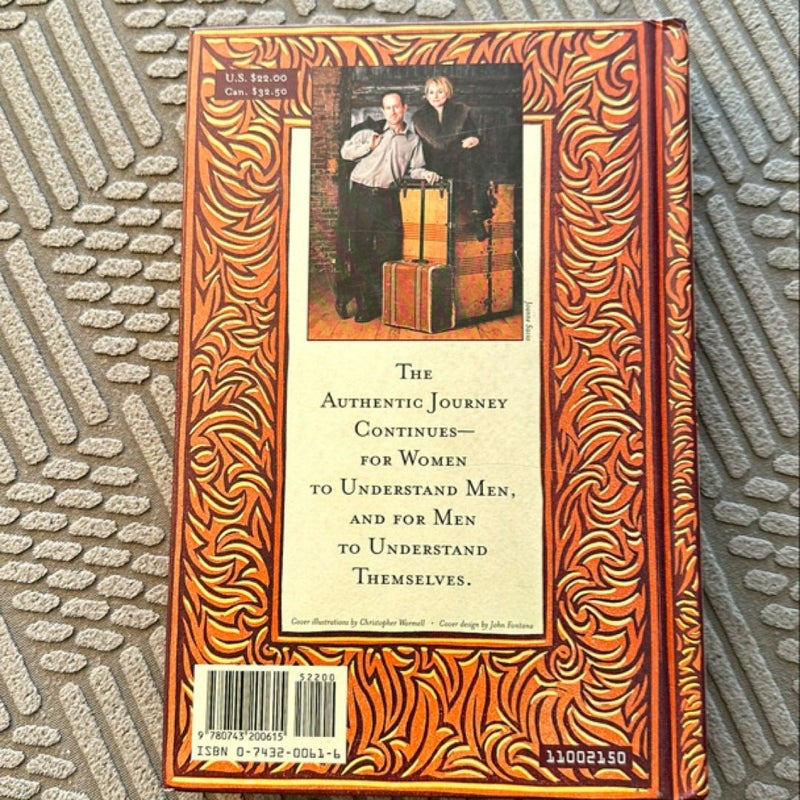 U.S. $22.00
Can. $32.50
Joanne Savio
The
Authentic Journey
Continues—
for Women
to Understand Men,
and for Men
to Understand
Themselves.
Cover illustrations by Christopher Wormell • Cover design by John Fontana
52200
9 780743 200615
ISBN 0-7432-0061-6
11002150